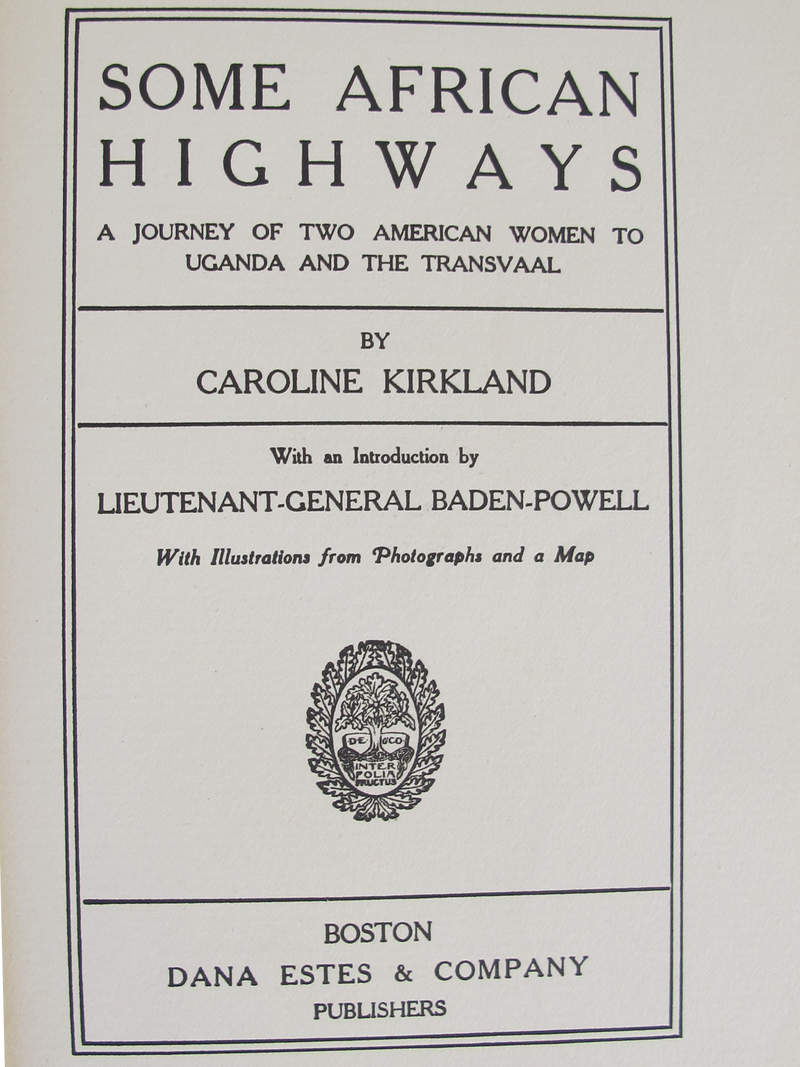 SOME AFRICAN
HIGHWAYS
A JOURNEY OF TWO AMERICAN WOMEN TO
UGANDA AND THE TRANSVAAL
BY
CAROLINE KIRKLAND
With an Introduction by
LIEUTENANT-GENERAL BADEN-POWELL
With Illustrations from Photographs and a Map
DE &CO
INTER
FOLIA
FRUCTUS
BOSTON
DANA ESTES & COMPANY
PUBLISHERS